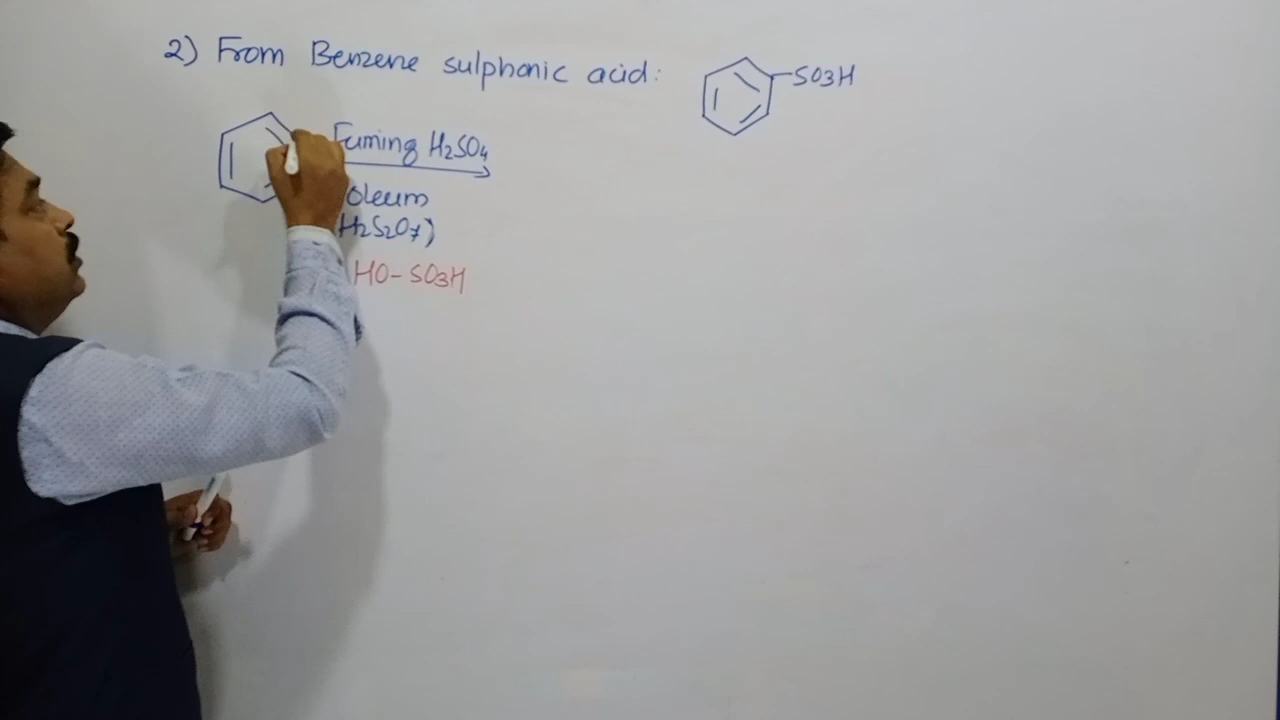 2) From Benzene sulphonic acid:
SO3H
Fuming H2SO4
Oleum
H2S2O7)
HO-SO3H